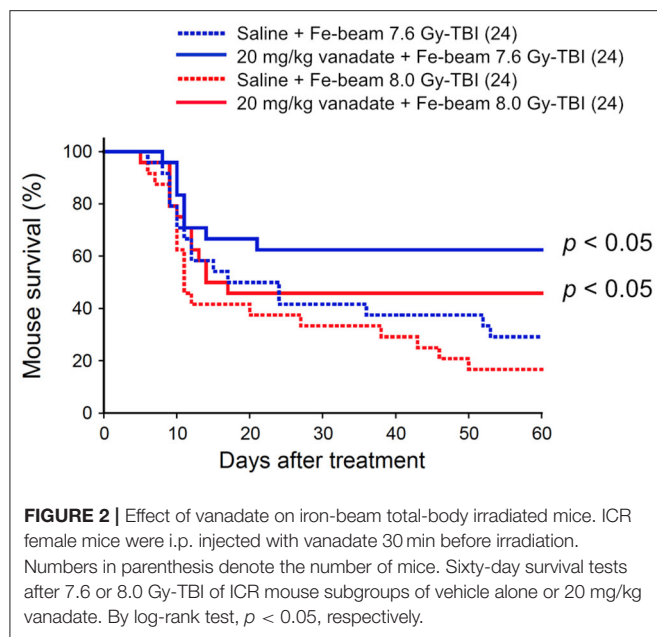 Saline + Fe-beam 7.6 Gy-TBI (24)
20 mg/kg vanadate + Fe-beam 7.6 Gy-TBI (24)
Saline + Fe-beam 8.0 Gy-TBI (24)
20 mg/kg vanadate + Fe-beam 8.0 Gy-TBI (24)
Mouse survival (%)
100
80
60
40
20
0
p < 0.05
p < 0.05
0 10 20 30 40 50 60
Days after treatment
FIGURE 2 | Effect of vanadate on iron-beam total-body irradiated mice. ICR
female mice were i.p. injected with vanadate 30 min before irradiation.
Numbers in parenthesis denote the number of mice. Sixty-day survival tests
after 7.6 or 8.0 Gy-TBI of ICR mouse subgroups of vehicle alone or 20 mg/kg
vanadate. By log-rank test, p < 0.05, respectively.